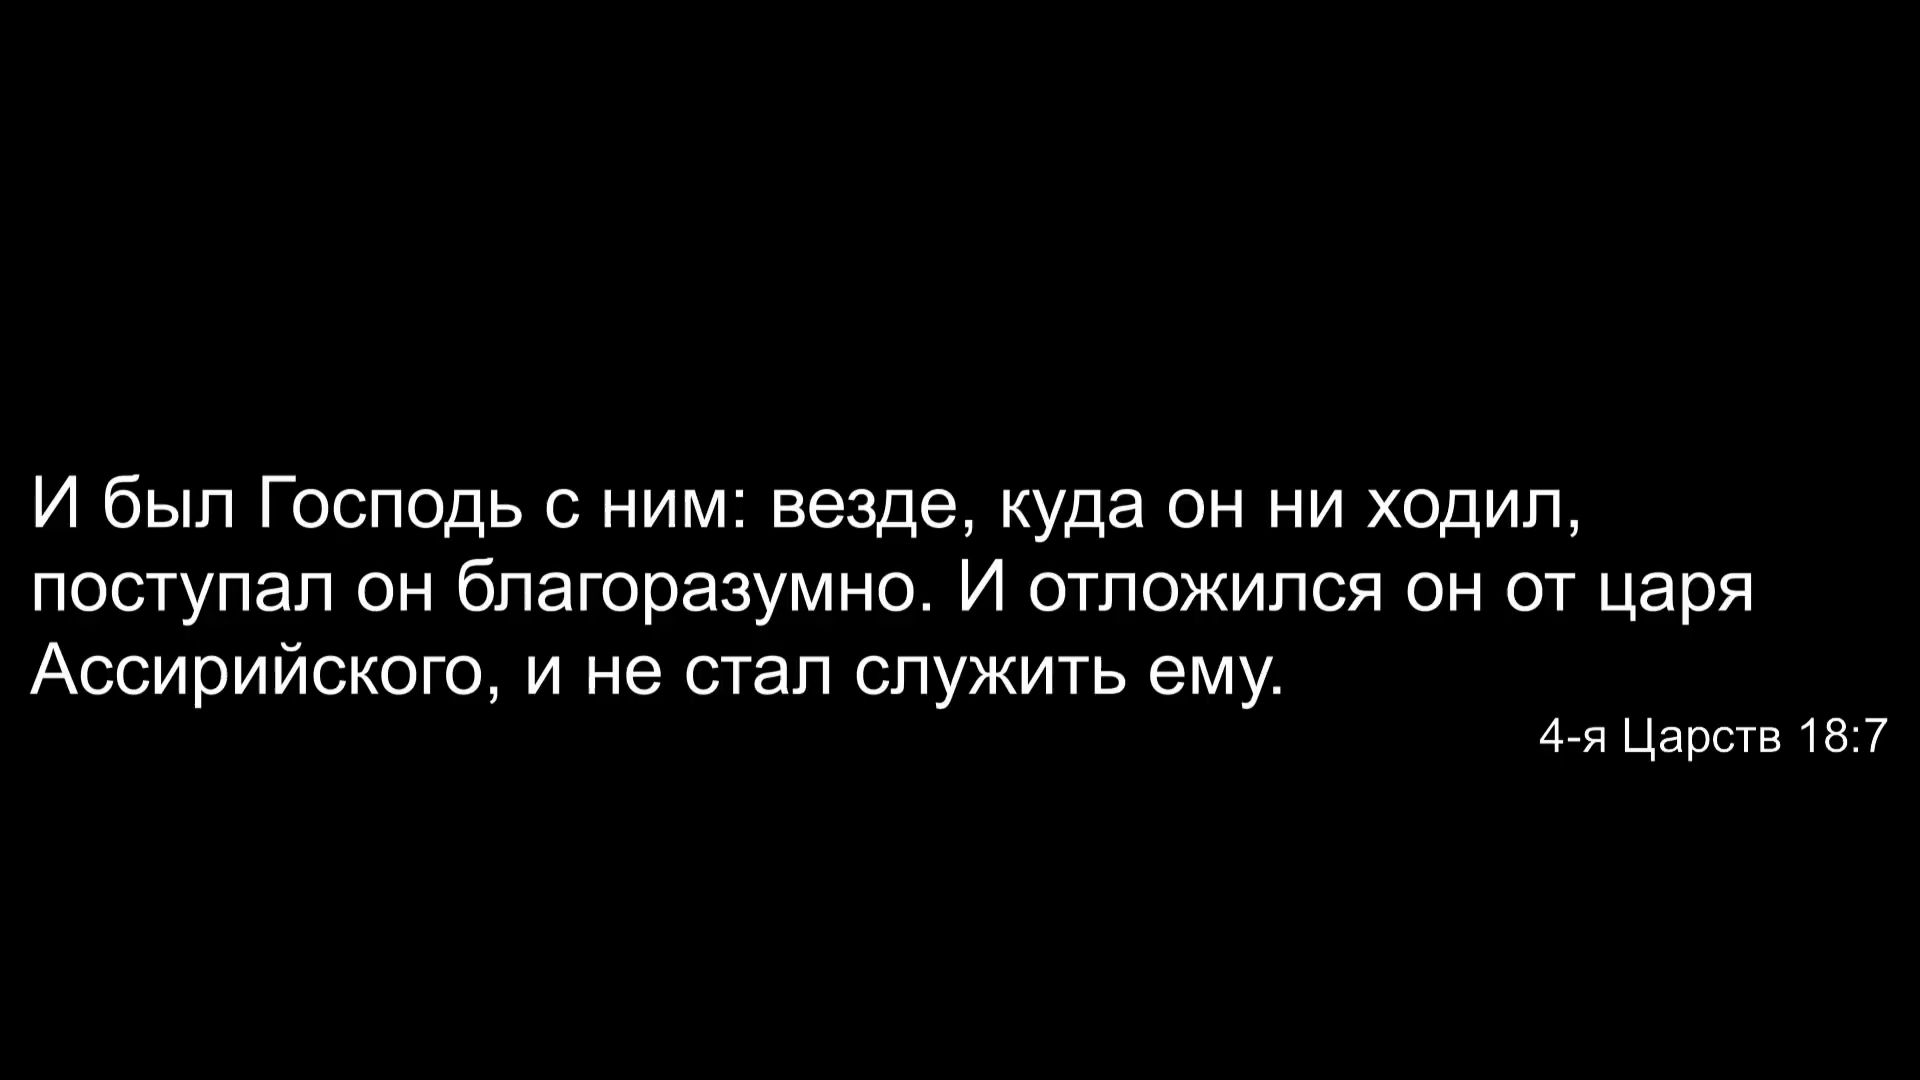 И был Господь с ним: везде, куда он ни ходил,
поступал он благоразумно. И отложился он от царя
Ассирийского, и не стал служить ему.
4-я Царств 18:7